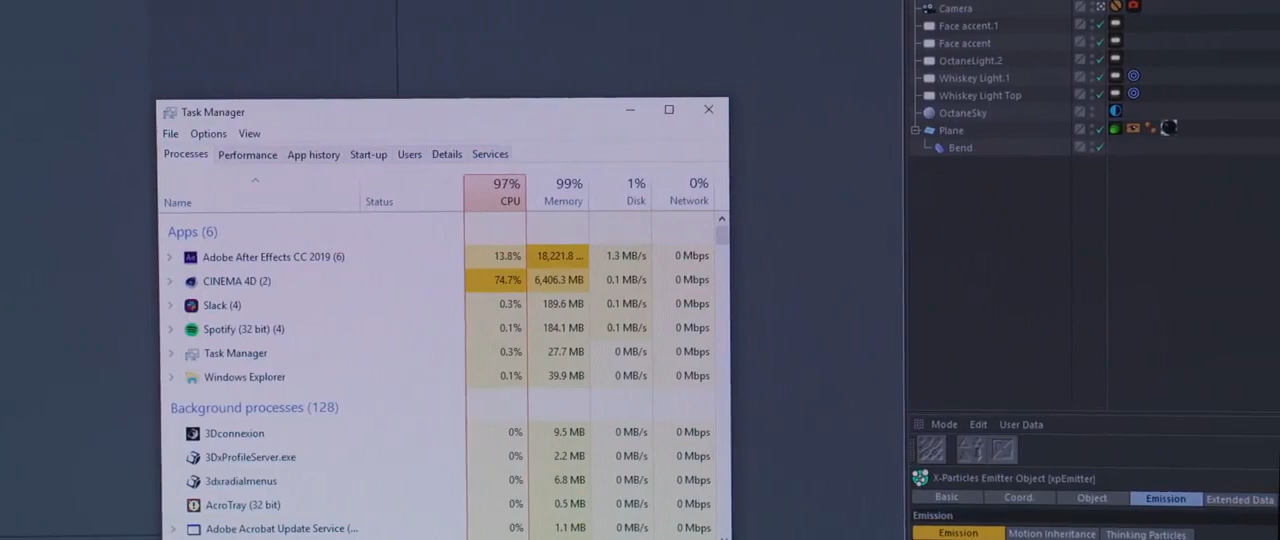 Camera
Face accent.1
Face accent
OctaneLight.2
Whiskey Light.1
Whiskey Light Top
OctaneSky
Plane
Bend
Task Manager
File Options View
Processes Performance App history Start-up Users Details Services
97% 99% 1% 0%
Name Status CPU Memory Disk Network
Apps (6)
Adobe After Effects CC 2019 (6) 13.8% 18,221.8 ... 1.3 MB/s 0 Mbps
CINEMA 4D (2) 74.7% 6,406.3 MB 0.1 MB/s 0 Mbps
Slack (4) 0.3% 189.6 MB 0.1 MB/s 0 Mbps
Spotify (32 bit) (4) 0.1% 184.1 MB 0.1 MB/s 0 Mbps
Task Manager 0.3% 27.7 MB 0 MB/s 0 Mbps
Windows Explorer 0.1% 39.9 MB 0 MB/s 0 Mbps
Background processes (128)
3Dconnexion 0% 9.5 MB 0 MB/s 0 Mbps
3DxProfileServer.exe 0% 2.2 MB 0 MB/s 0 Mbps
3dxradialmenus 0% 6.8 MB 0 MB/s 0 Mbps
AcroTray (32 bit) 0% 0.5 MB 0 MB/s 0 Mbps
Adobe Acrobat Update Service (... 0% 1.1 MB 0 MB/s 0 Mbps
Mode Edit User Data
X-Particles Emitter Object [xpEmitter]
Basic Coord. Object Emission Extended Data
Emission
Emission Motion Inheritance Thinking Particles